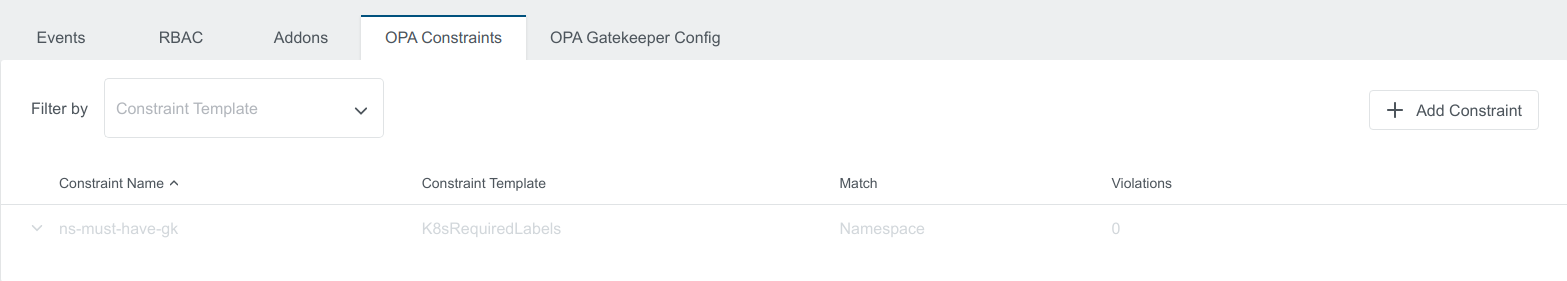 Events RBAC Addons OPA Constraints OPA Gatekeeper Config
Filter by Constraint Template Add Constraint
Constraint Name Constraint Template Match Violations
ns-must-have-gk K8sRequiredLabels Namespace 0